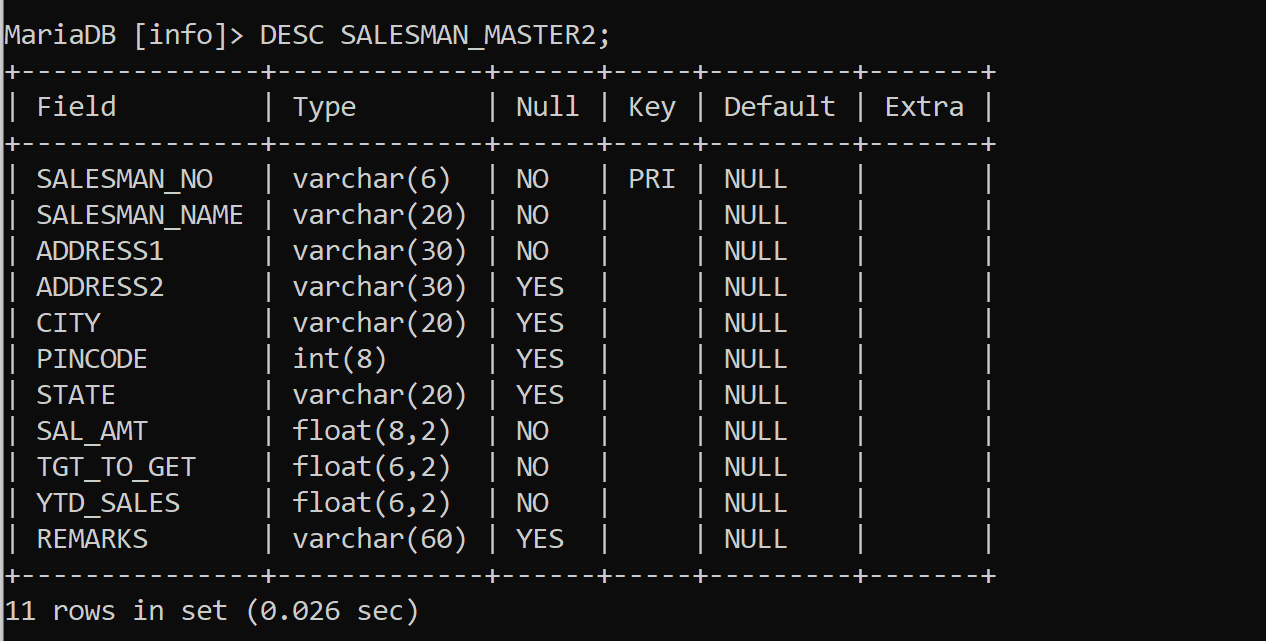 MariaDB [info]> DESC SALESMAN_MASTER2;
+---------------+-------------+------+-----+---------+-------+
| Field         | Type        | Null | Key | Default | Extra |
+---------------+-------------+------+-----+---------+-------+
| SALESMAN_NO   | varchar(6)  | NO   | PRI | NULL    |       |
| SALESMAN_NAME | varchar(20) | NO   |     | NULL    |       |
| ADDRESS1      | varchar(30) | NO   |     | NULL    |       |
| ADDRESS2      | varchar(30) | YES  |     | NULL    |       |
| CITY          | varchar(20) | YES  |     | NULL    |       |
| PINCODE       | int(8)      | YES  |     | NULL    |       |
| STATE         | varchar(20) | YES  |     | NULL    |       |
| SAL_AMT       | float(8,2)  | NO   |     | NULL    |       |
| TGT_TO_GET    | float(6,2)  | NO   |     | NULL    |       |
| YTD_SALES     | float(6,2)  | NO   |     | NULL    |       |
| REMARKS       | varchar(60) | YES  |     | NULL    |       |
+---------------+-------------+------+-----+---------+-------+
11 rows in set (0.026 sec)